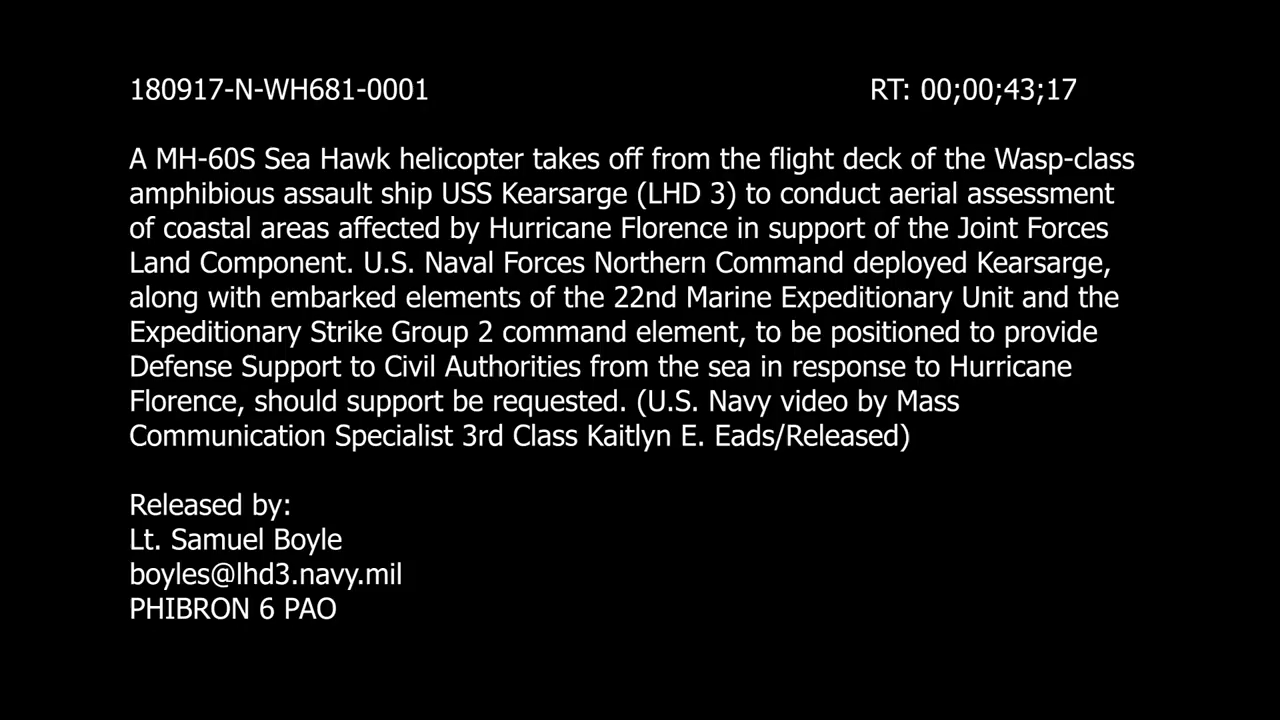 180917-N-WH681-0001 RT: 00;00;43;17
A MH-60S Sea Hawk helicopter takes off from the flight deck of the Wasp-class
amphibious assault ship USS Kearsarge (LHD 3) to conduct aerial assessment
of coastal areas affected by Hurricane Florence in support of the Joint Forces
Land Component. U.S. Naval Forces Northern Command deployed Kearsarge,
along with embarked elements of the 22nd Marine Expeditionary Unit and the
Expeditionary Strike Group 2 command element, to be positioned to provide
Defense Support to Civil Authorities from the sea in response to Hurricane
Florence, should support be requested. (U.S. Navy video by Mass
Communication Specialist 3rd Class Kaitlyn E. Eads/Released)
Released by:
Lt. Samuel Boyle
boyles@lhd3.navy.mil
PHIBRON 6 PAO